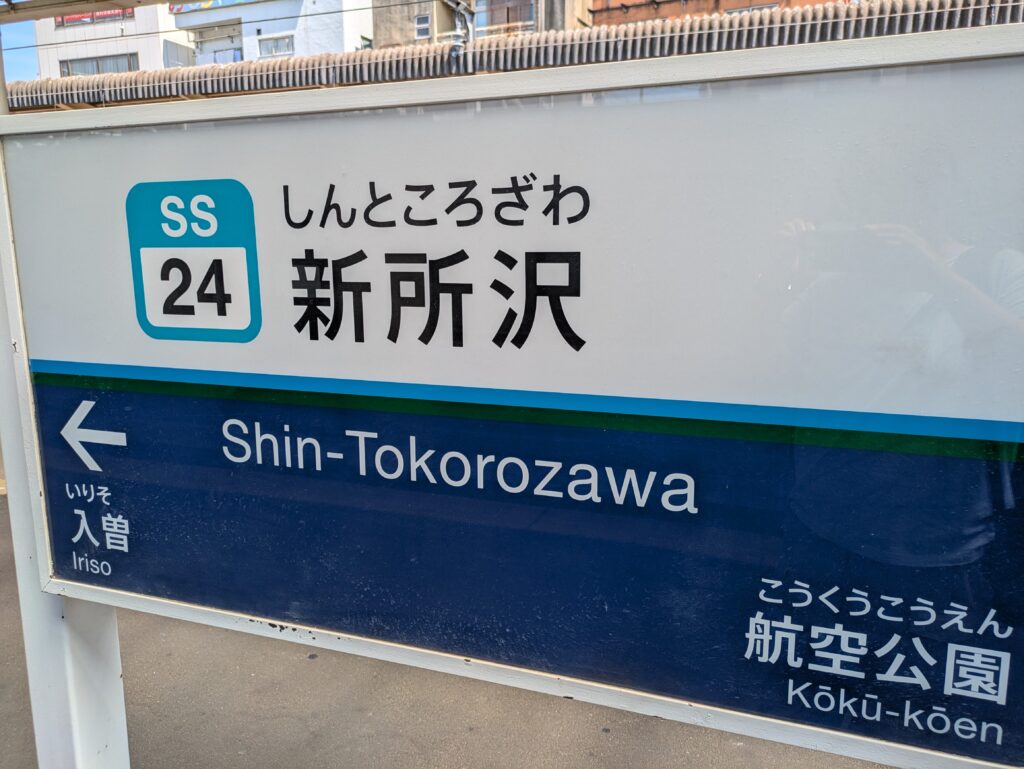 SS
24
しんところざわ
新所沢
←
Shin-Tokorozawa
いりそ
入曽
Iriso
こうくうこうえん
航空公園
Kōkū-kōen